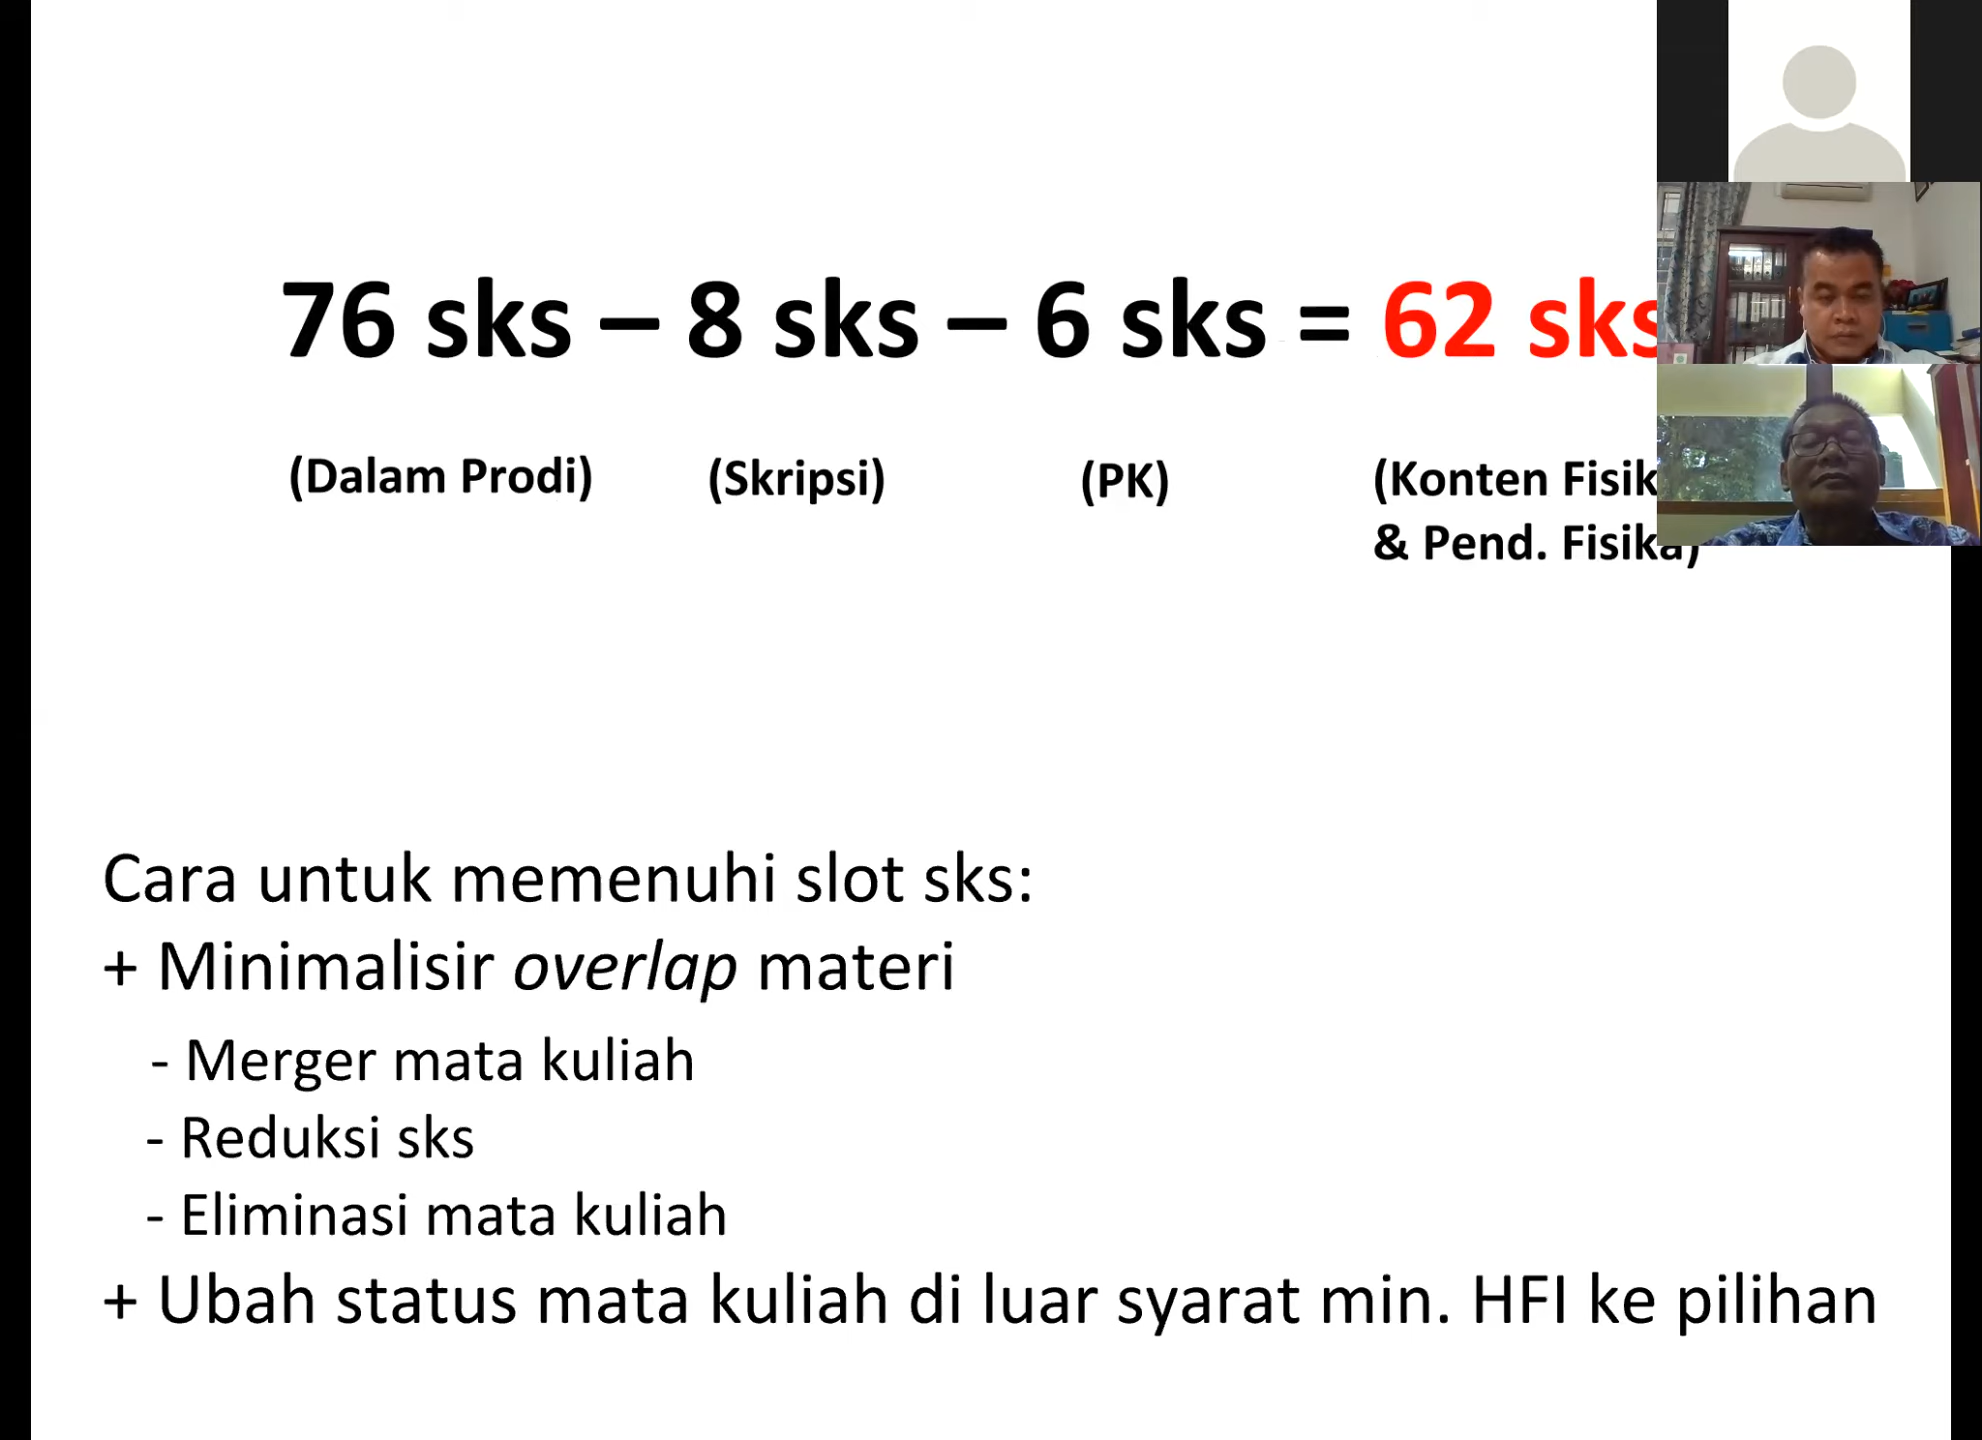 76 sks – 8 sks – 6 sks = 62 sks
(Dalam Prodi) (Skripsi) (PK) (Konten Fisik
& Pend. Fisika)
Cara untuk memenuhi slot sks:
+ Minimalisir overlap materi
- Merger mata kuliah
- Reduksi sks
- Eliminasi mata kuliah
+ Ubah status mata kuliah di luar syarat min. HFI ke pilihan